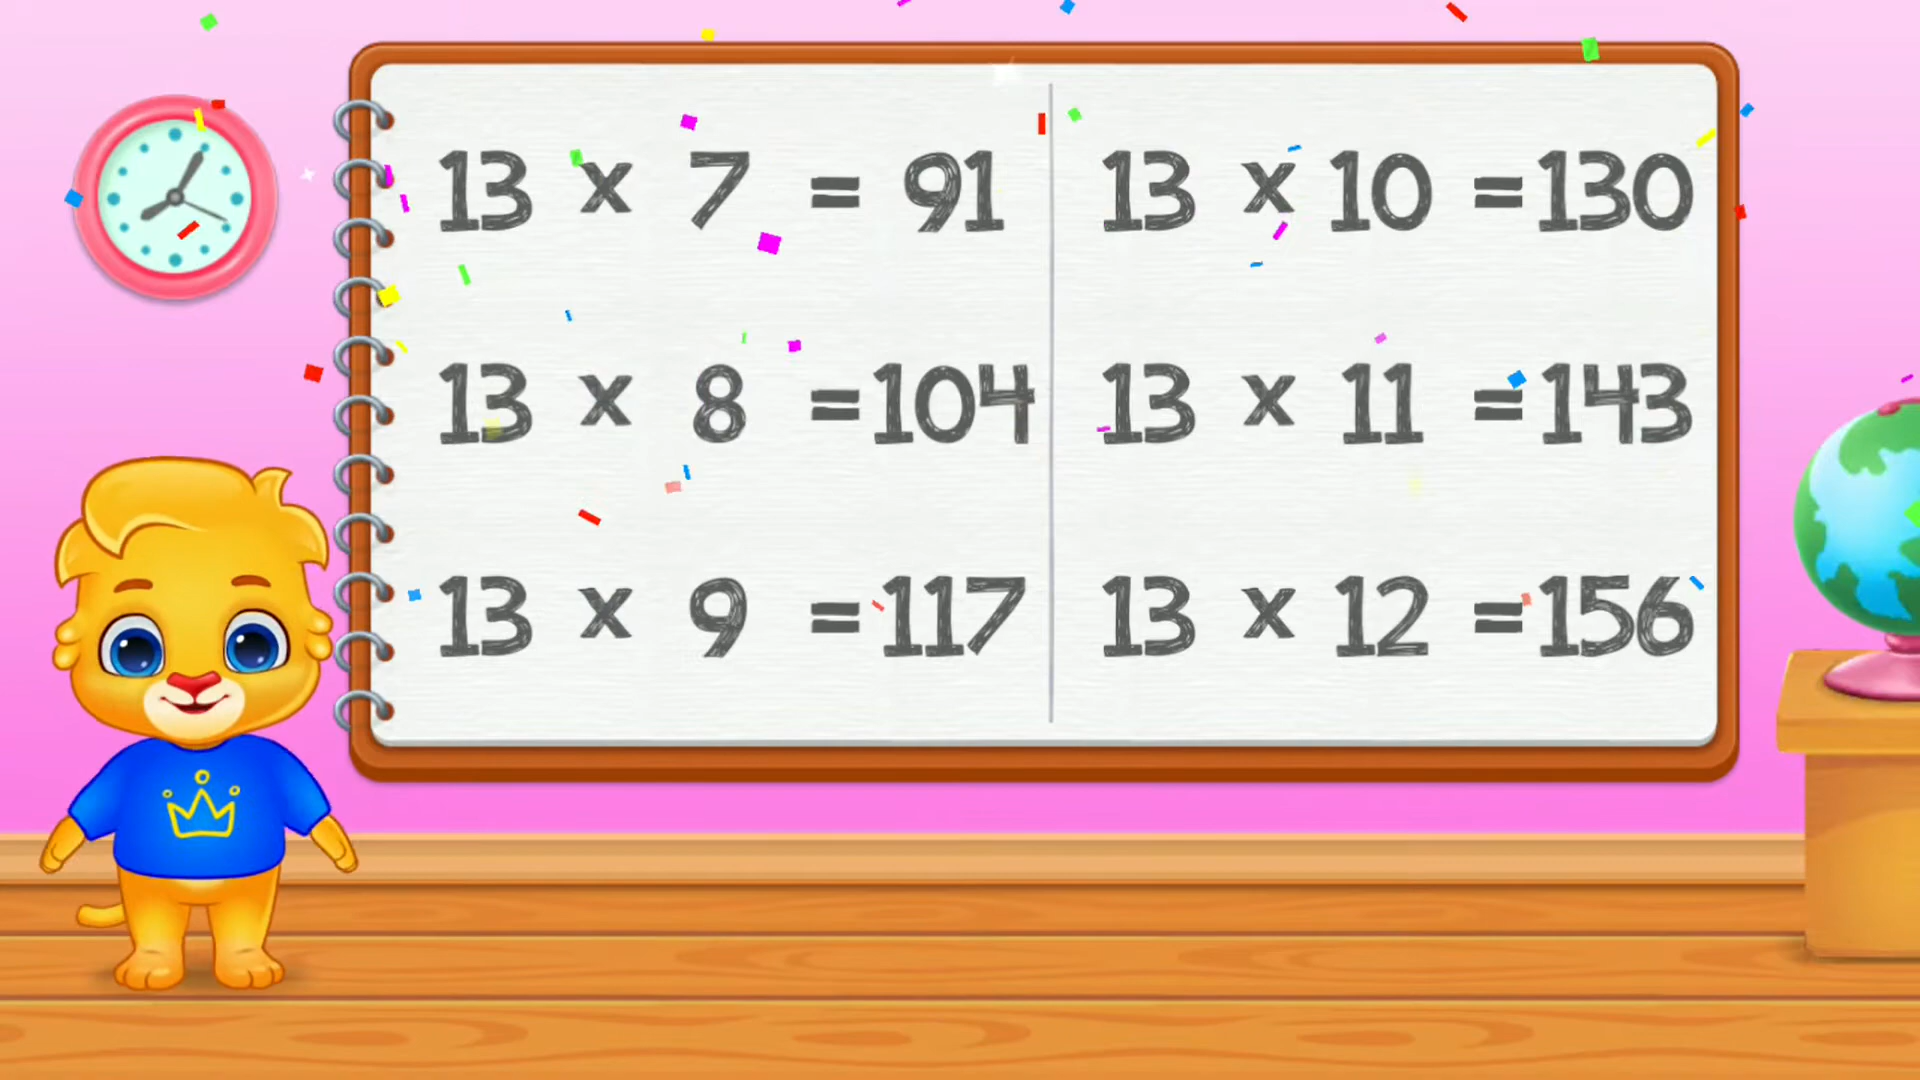 13 x 7 = 91
13 x 8 =104
13 x 9 =117
13 x 10 =130
13 x 11 =143
13 x 12 =156